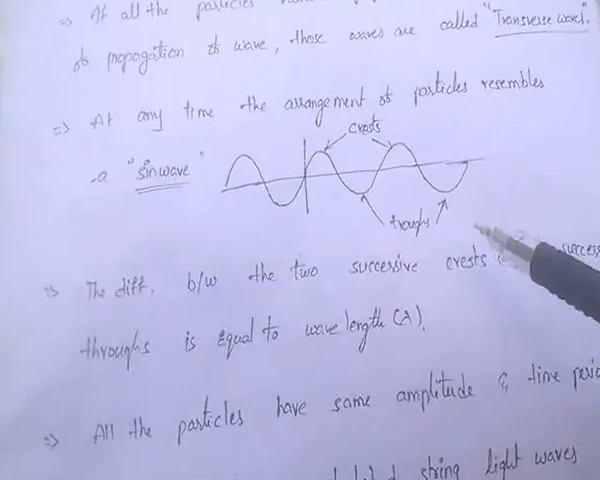 => If all the particles
of propagation of wave, those waves are called "Transverse waves."
=> At any time the arrangement of particles resembles
crests
a "sinwave"
troughs
=> The diff. b/w the two successive crests success
throughs is equal to wave length (λ).
=> All the particles have same amplitude & time
string light waves